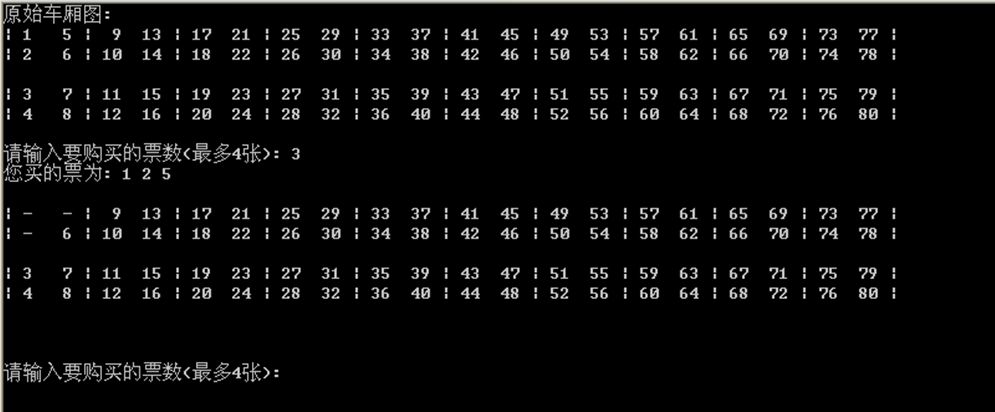 原始车厢图:
¦ 1 5 ¦ 9 13 ¦ 17 21 ¦ 25 29 ¦ 33 37 ¦ 41 45 ¦ 49 53 ¦ 57 61 ¦ 65 69 ¦ 73 77 ¦
¦ 2 6 ¦ 10 14 ¦ 18 22 ¦ 26 30 ¦ 34 38 ¦ 42 46 ¦ 50 54 ¦ 58 62 ¦ 66 70 ¦ 74 78 ¦
¦ 3 7 ¦ 11 15 ¦ 19 23 ¦ 27 31 ¦ 35 39 ¦ 43 47 ¦ 51 55 ¦ 59 63 ¦ 67 71 ¦ 75 79 ¦
¦ 4 8 ¦ 12 16 ¦ 20 24 ¦ 28 32 ¦ 36 40 ¦ 44 48 ¦ 52 56 ¦ 60 64 ¦ 68 72 ¦ 76 80 ¦
请输入要购买的票数(最多4张): 3
您买的票为: 1 2 5
¦ - - ¦ 9 13 ¦ 17 21 ¦ 25 29 ¦ 33 37 ¦ 41 45 ¦ 49 53 ¦ 57 61 ¦ 65 69 ¦ 73 77 ¦
¦ - 6 ¦ 10 14 ¦ 18 22 ¦ 26 30 ¦ 34 38 ¦ 42 46 ¦ 50 54 ¦ 58 62 ¦ 66 70 ¦ 74 78 ¦
¦ 3 7 ¦ 11 15 ¦ 19 23 ¦ 27 31 ¦ 35 39 ¦ 43 47 ¦ 51 55 ¦ 59 63 ¦ 67 71 ¦ 75 79 ¦
¦ 4 8 ¦ 12 16 ¦ 20 24 ¦ 28 32 ¦ 36 40 ¦ 44 48 ¦ 52 56 ¦ 60 64 ¦ 68 72 ¦ 76 80 ¦
请输入要购买的票数(最多4张):